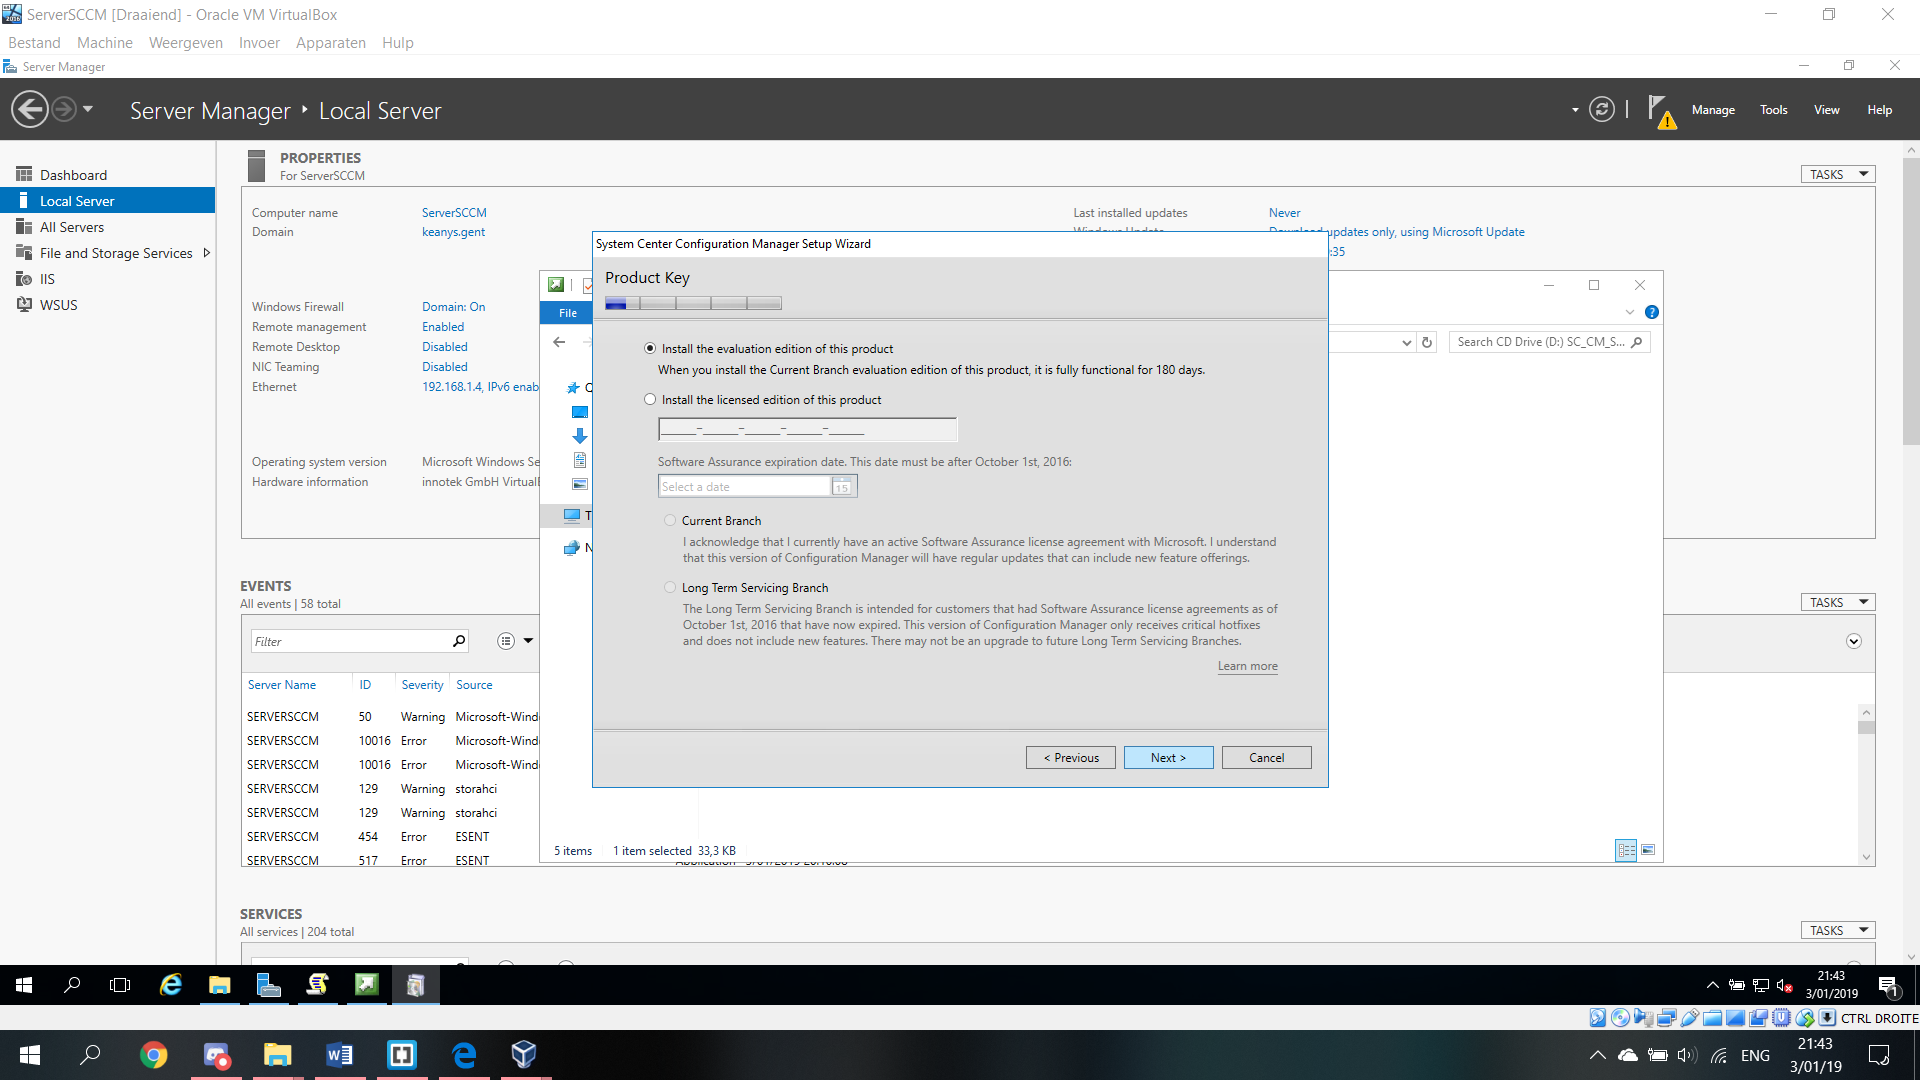 ServerSCCM [Draaiend] - Oracle VM VirtualBox
Bestand Machine Weergeven Invoer Apparaten Hulp
Server Manager
Server Manager Local Server
Manage Tools View Help
Dashboard
Local Server
All Servers
File and Storage Services
IIS
WSUS
PROPERTIES
For ServerSCCM
TASKS
Computer name ServerSCCM
Domain keanys.gent
Last installed updates Never
Download updates only, using Microsoft Update
:35
Windows Firewall Domain: On
Remote management Enabled
Remote Desktop Disabled
NIC Teaming Disabled
Ethernet 192.168.1.4, IPv6 enab
Operating system version Microsoft Windows Se
Hardware information innotek GmbH Virtual
File
Search CD Drive (D:) SC_CM_S...
System Center Configuration Manager Setup Wizard
Product Key
Install the evaluation edition of this product
When you install the Current Branch evaluation edition of this product, it is fully functional for 180 days.
Install the licensed edition of this product
_____-_____-_____-_____-_____
Software Assurance expiration date. This date must be after October 1st, 2016:
Select a date 15
Current Branch
I acknowledge that I currently have an active Software Assurance license agreement with Microsoft. I understand
that this version of Configuration Manager will have regular updates that can include new feature offerings.
Long Term Servicing Branch
The Long Term Servicing Branch is intended for customers that had Software Assurance license agreements as of
October 1st, 2016 that have now expired. This version of Configuration Manager only receives critical hotfixes
and does not include new features. There may not be an upgrade to future Long Term Servicing Branches.
Learn more
< Previous Next > Cancel
5 items 1 item selected 33,3 KB
EVENTS
All events | 58 total
TASKS
Filter
Server Name ID Severity Source
SERVERSCCM 50 Warning Microsoft-Wind
SERVERSCCM 10016 Error Microsoft-Wind
SERVERSCCM 10016 Error Microsoft-Wind
SERVERSCCM 129 Warning storahci
SERVERSCCM 129 Warning storahci
SERVERSCCM 454 Error ESENT
SERVERSCCM 517 Error ESENT
SERVICES
All services | 204 total
TASKS
21:43
3/01/2019
1
CTRL DROITE
ENG
21:43
3/01/19